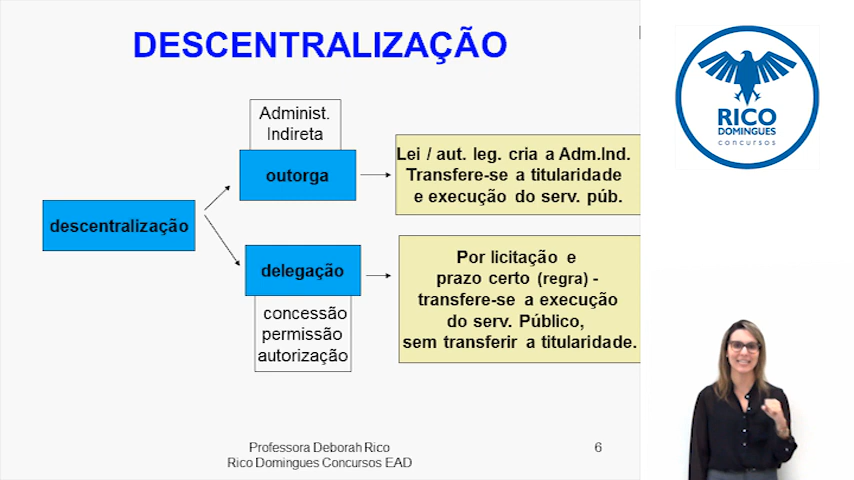 DESCENTRALIZAÇÃO
Administ.
Indireta
outorga
Lei / aut. leg. cria a Adm.Ind.
Transfere-se a titularidade
e execução do serv. púb.
descentralização
delegação
concessão
permissão
autorização
Por licitação e
prazo certo (regra) -
transfere-se a execução
do serv. Público,
sem transferir a titularidade.
Professora Deborah Rico
Rico Domingues Concursos EAD
6
RICO
DOMINGUES
concursos